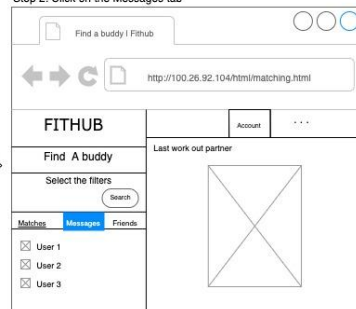 Step 2: Click on the Messages tab
Find a buddy | Fithub
http://100.26.92.104/html/matching.html
FITHUB
Account
. . .
Find A buddy
Last work out partner
Select the filters
Search
Matches
Messages
Friends
User 1
User 2
User 3